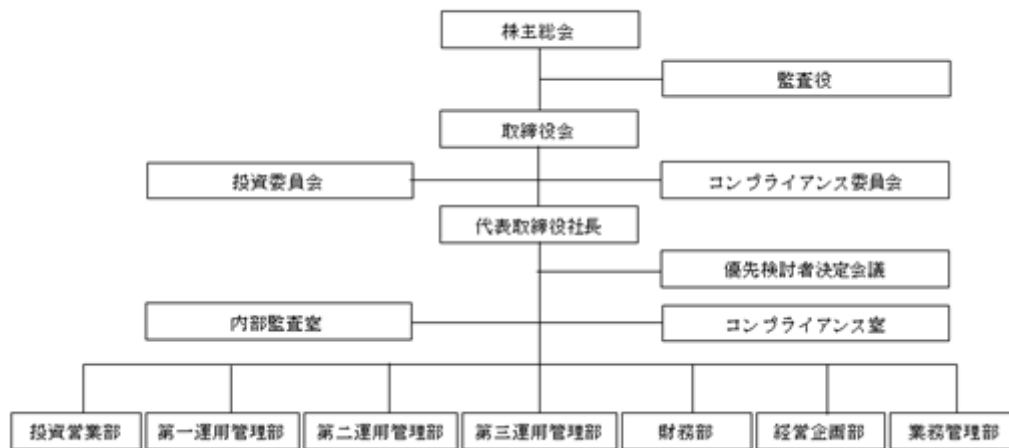 株主総会
監査役
取締役会
投資委員会
コンプライアンス委員会
代表取締役社長
優先検討者決定会議
内部監査室
コンプライアンス室
投資営業部
第一運用管理部
第二運用管理部
第三運用管理部
財務部
経営企画部
業務管理部